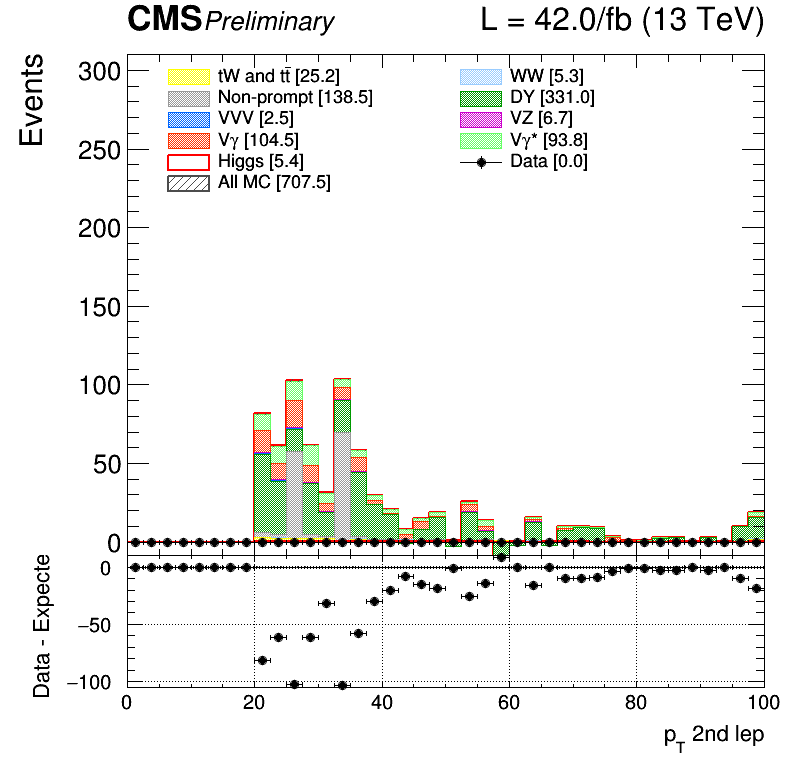 CMS Preliminary L = 42.0/fb (13 TeV)
Events
300
250
200
150
100
50
0
tW and tt̄ [25.2]
Non-prompt [138.5]
VVV [2.5]
Vγ [104.5]
Higgs [5.4]
All MC [707.5]
WW [5.3]
DY [331.0]
VZ [6.7]
Vγ* [93.8]
Data [0.0]
Data - Expecte
0
−50
−100
0 20 40 60 80 100
p_T 2nd lep